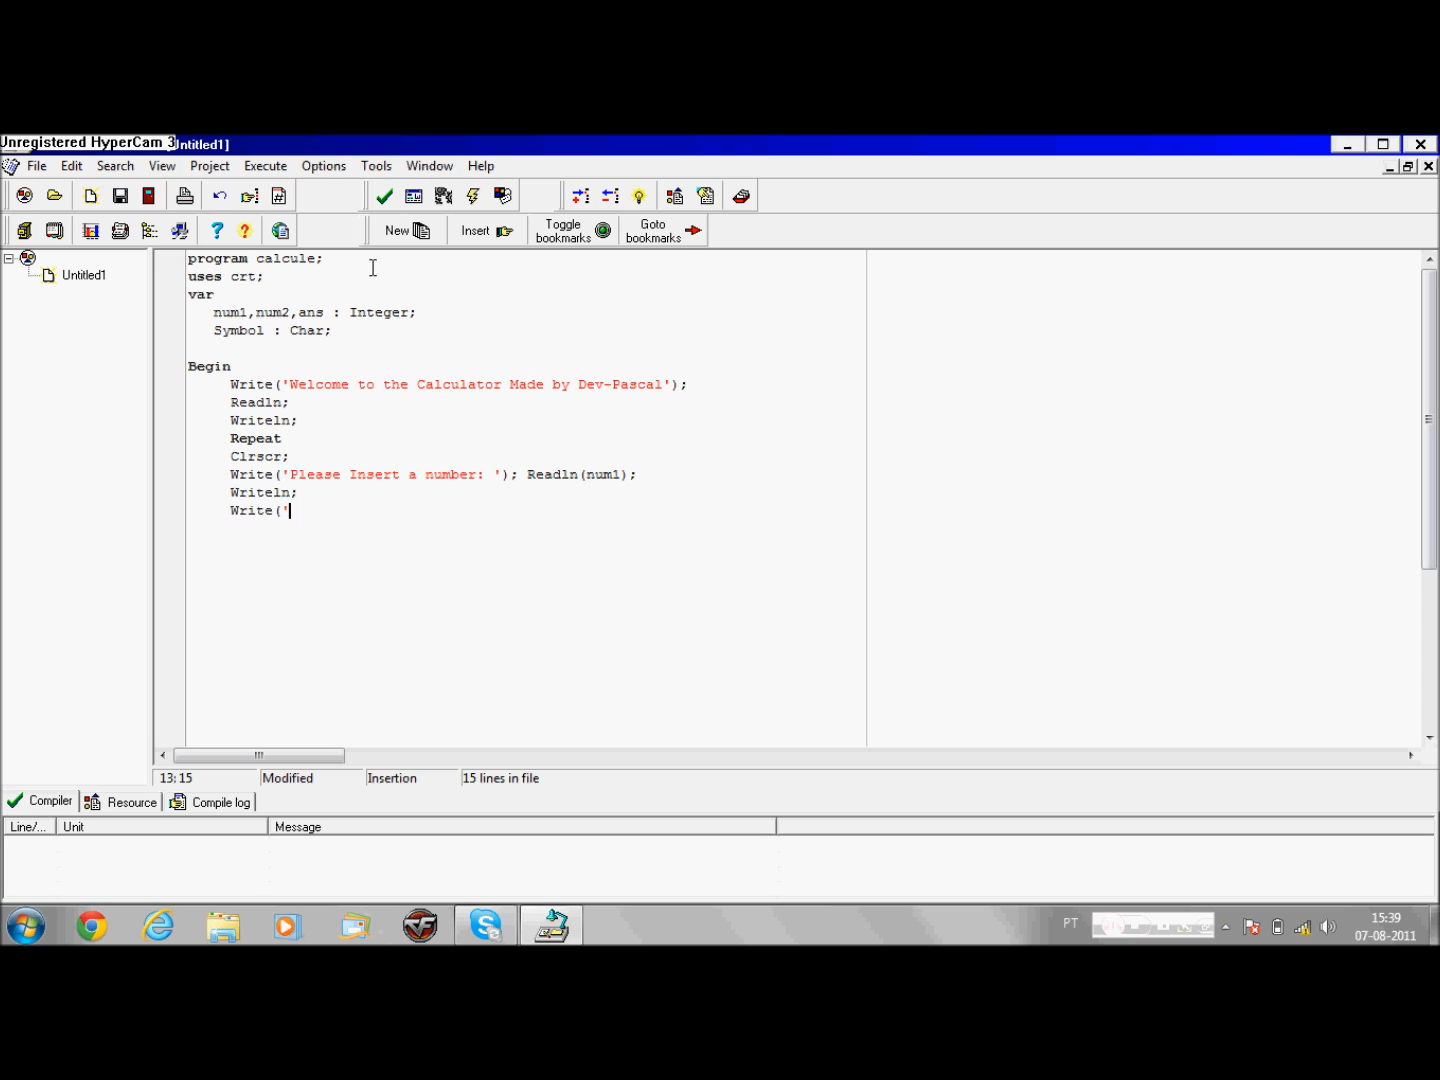 Unregistered HyperCam 3
ntitled1]
File Edit Search View Project Execute Options Tools Window Help
New Insert Toggle bookmarks Goto bookmarks
Untitled1
program calcule;
uses crt;
var
num1,num2,ans : Integer;
Symbol : Char;
Begin
Write('Welcome to the Calculator Made by Dev-Pascal');
Readln;
Writeln;
Repeat
Clrscr;
Write('Please Insert a number: '); Readln(num1);
Writeln;
Write('
13:15 Modified Insertion 15 lines in file
Compiler Resource Compile log
Line/... Unit Message
PT
15:39
07-08-2011